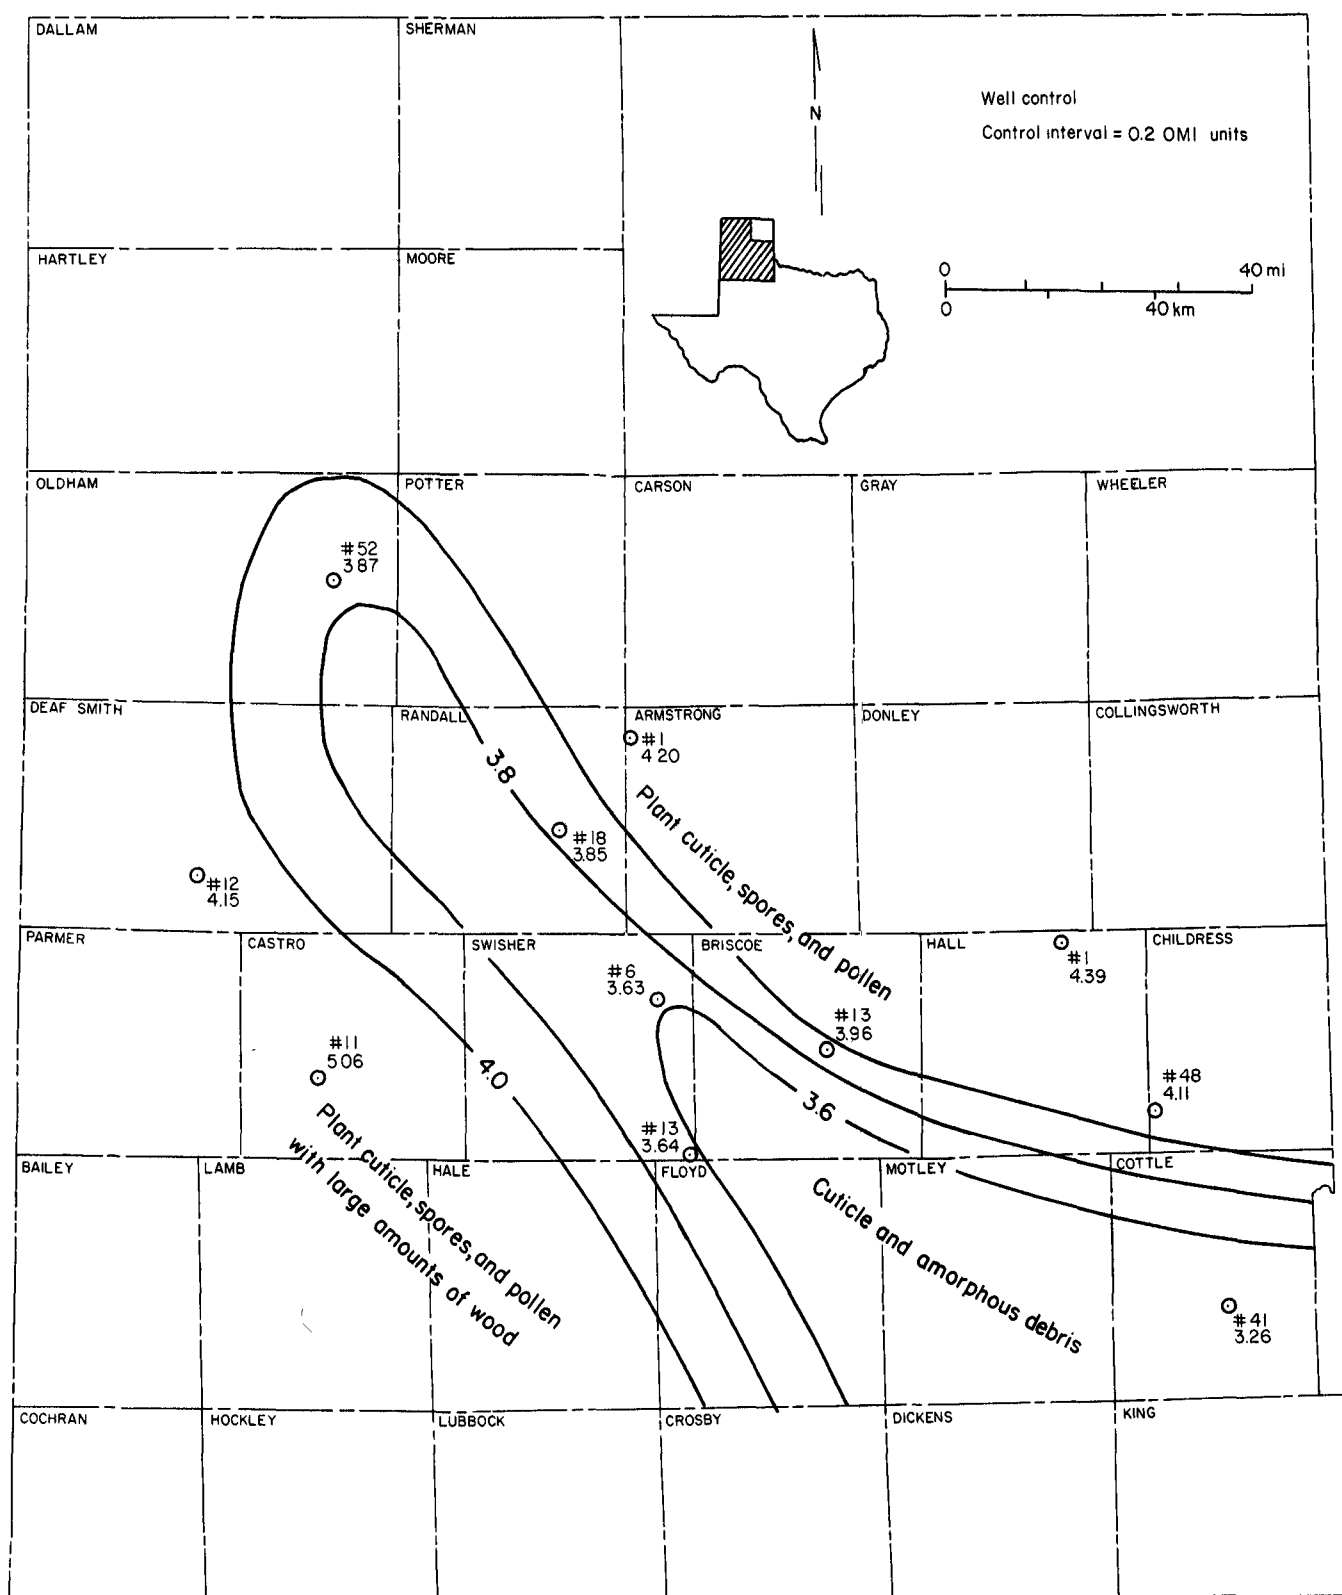 DALLAM
SHERMAN
Well control
Control interval = 0.2 OMI units
N
HARTLEY
MOORE
0
40 mi
0
40 km
OLDHAM
POTTER
CARSON
GRAY
WHEELER
#52
3 87
DEAF SMITH
RANDALL
ARMSTRONG
DONLEY
COLLINGSWORTH
#1
4 20
3.8
Plant cuticle, spores, and pollen
#18
3.85
#12
4.15
PARMER
CASTRO
SWISHER
BRISCOE
HALL
CHILDRESS
#6
3.63
#1
4.39
#13
3.96
#11
5 06
4.0
3.6
#48
4.11
Plant cuticle, spores, and pollen
with large amounts of wood
#13
3.64
BAILEY
LAMB
HALE
FLOYD
MOTLEY
COTTLE
Cuticle and amorphous debris
#41
3.26
COCHRAN
HOCKLEY
LUBBOCK
CROSBY
DICKENS
KING